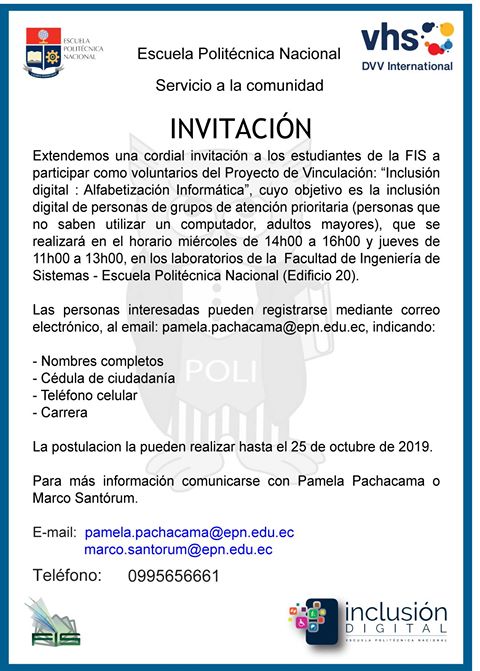 ESCUELA
POLITÉCNICA
NACIONAL
vhs
DVV International
Escuela Politécnica Nacional
Servicio a la comunidad
INVITACIÓN
Extendemos una cordial invitación a los estudiantes de la FIS a
participar como voluntarios del Proyecto de Vinculación: “Inclusión
digital : Alfabetización Informática”, cuyo objetivo es la inclusión
digital de personas de grupos de atención prioritaria (personas que
no saben utilizar un computador, adultos mayores), que se
realizará en el horario miércoles de 14h00 a 16h00 y jueves de
11h00 a 13h00, en los laboratorios de la Facultad de Ingeniería de
Sistemas - Escuela Politécnica Nacional (Edificio 20).
Las personas interesadas pueden registrarse mediante correo
electrónico, al email: pamela.pachacama@epn.edu.ec, indicando:
- Nombres completos
- Cédula de ciudadanía
- Teléfono celular
- Carrera
POLI
La postulacion la pueden realizar hasta el 25 de octubre de 2019.
Para más información comunicarse con Pamela Pachacama o
Marco Santórum.
E-mail: pamela.pachacama@epn.edu.ec
marco.santorum@epn.edu.ec
Teléfono: 0995656661
FIS
inclusión
DIGITAL
ESCUELA POLITÉCNICA NACIONAL